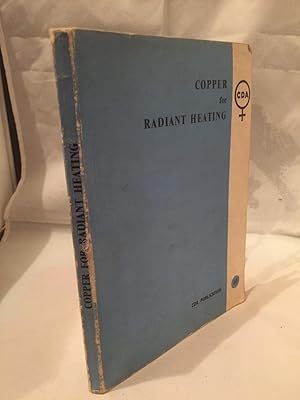 COPPER
for
RADIANT HEATING
CDA
CDA PUBLICATION
COPPER FOR RADIANT HEATING